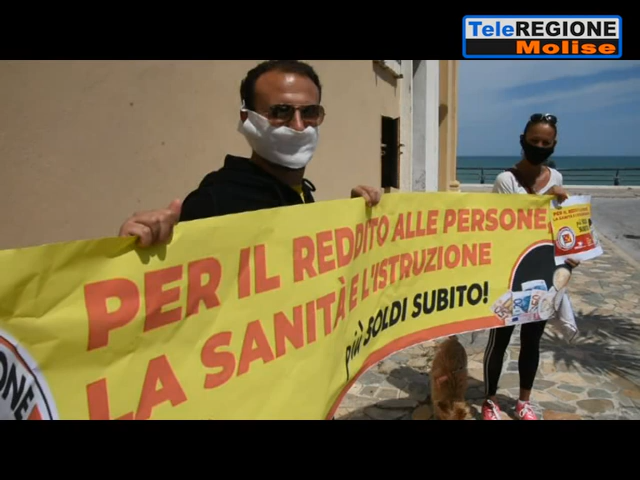 TeleREGIONE
Molise
PER IL REDDITO ALLE PERSONE
LA SANITÀ E L'ISTRUZIONE
PIÙ SOLDI SUBITO!